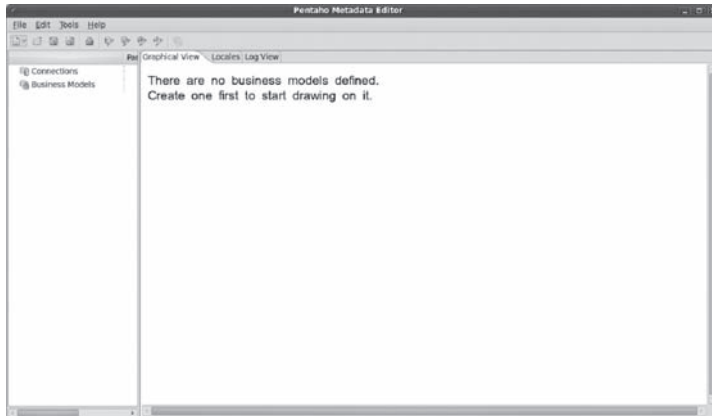 Pentaho Metadata Editor
File Edit Tools Help
Graphical View Locales Log View
Connections
Business Models
There are no business models defined.
Create one first to start drawing on it.